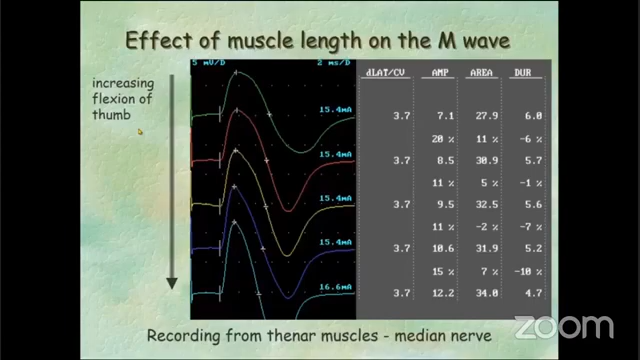 Effect of muscle length on the M wave
increasing
flexion of
thumb
5 mV/D 2 ms/D
15.4mA
15.4mA
15.4mA
15.4mA
16.6mA
dLAT/CV AMP AREA DUR
3.7 7.1 27.9 6.0
20 % 11 % -6 %
3.7 8.5 30.9 5.7
11 % 5 % -1 %
3.7 9.5 32.5 5.6
11 % -2 % -7 %
3.7 10.6 31.9 5.2
15 % 7 % -10 %
3.7 12.2 34.0 4.7
Recording from thenar muscles - median nerve
zoom